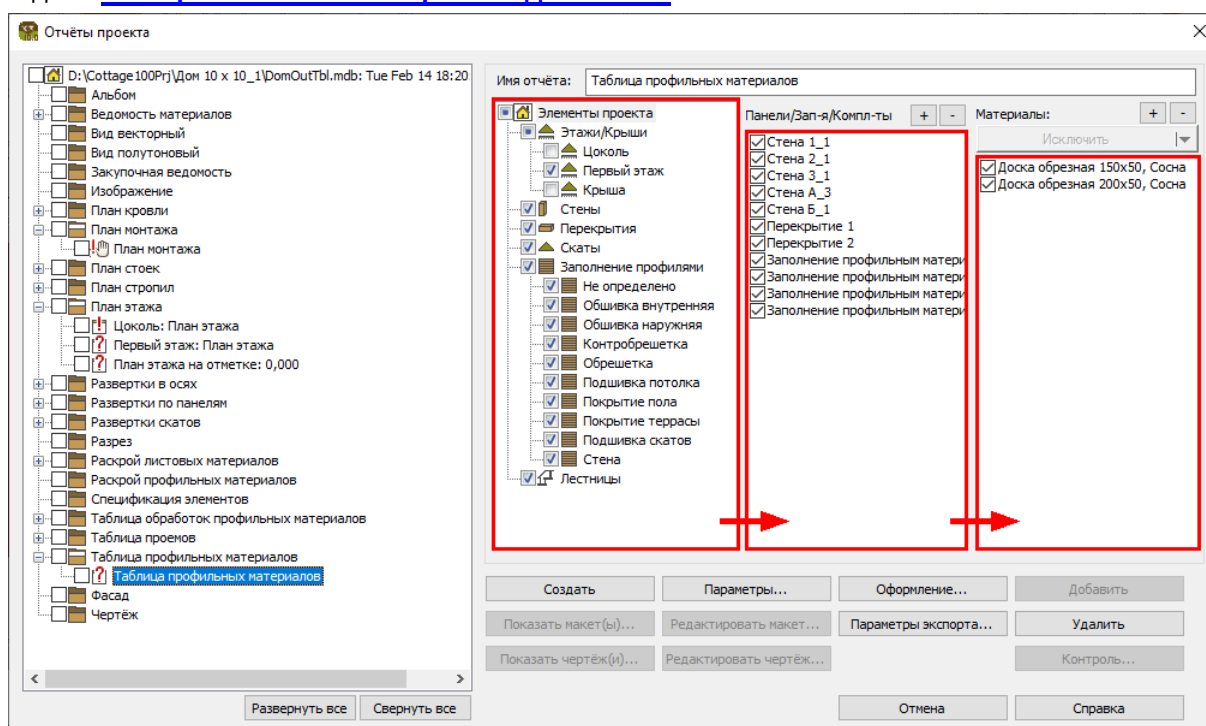 Отчёты проекта
D:\Cottage100Prj\Дом 10 x 10_1\DomOutTbl.mdb: Tue Feb 14 18:20
Альбом
Ведомость материалов
Вид векторный
Вид полутоновый
Закупочная ведомость
Изображение
План кровли
План монтажа
План монтажа
План стоек
План стропил
План этажа
Цоколь: План этажа
Первый этаж: План этажа
План этажа на отметке: 0,000
Развертки в осях
Развертки по панелям
Развертки скатов
Разрез
Раскрой листовых материалов
Раскрой профильных материалов
Спецификация элементов
Таблица обработок профильных материалов
Таблица проемов
Таблица профильных материалов
Таблица профильных материалов
Фасад
Чертёж
Развернуть все
Свернуть все
Имя отчёта:
Таблица профильных материалов
Элементы проекта
Этажи/Крыши
Цоколь
Первый этаж
Крыша
Стены
Перекрытия
Скаты
Заполнение профилями
Не определено
Обшивка внутренняя
Обшивка наружняя
Контробрешетка
Обрешетка
Подшивка потолка
Покрытие пола
Покрытие террасы
Подшивка скатов
Стена
Лестницы
Панели/Зап-я/Компл-ты + -
Стена 1_1
Стена 2_1
Стена 3_1
Стена А_3
Стена Б_1
Перекрытие 1
Перекрытие 2
Заполнение профильным матери
Заполнение профильным матери
Заполнение профильным матери
Заполнение профильным матери
Материалы: + -
Исключить
Доска обрезная 150x50, Сосна
Доска обрезная 200x50, Сосна
Создать
Параметры...
Оформление...
Добавить
Показать макет(ы)...
Редактировать макет...
Параметры экспорта...
Удалить
Показать чертёж(и)...
Редактировать чертёж...
Контроль...
Отмена
Справка